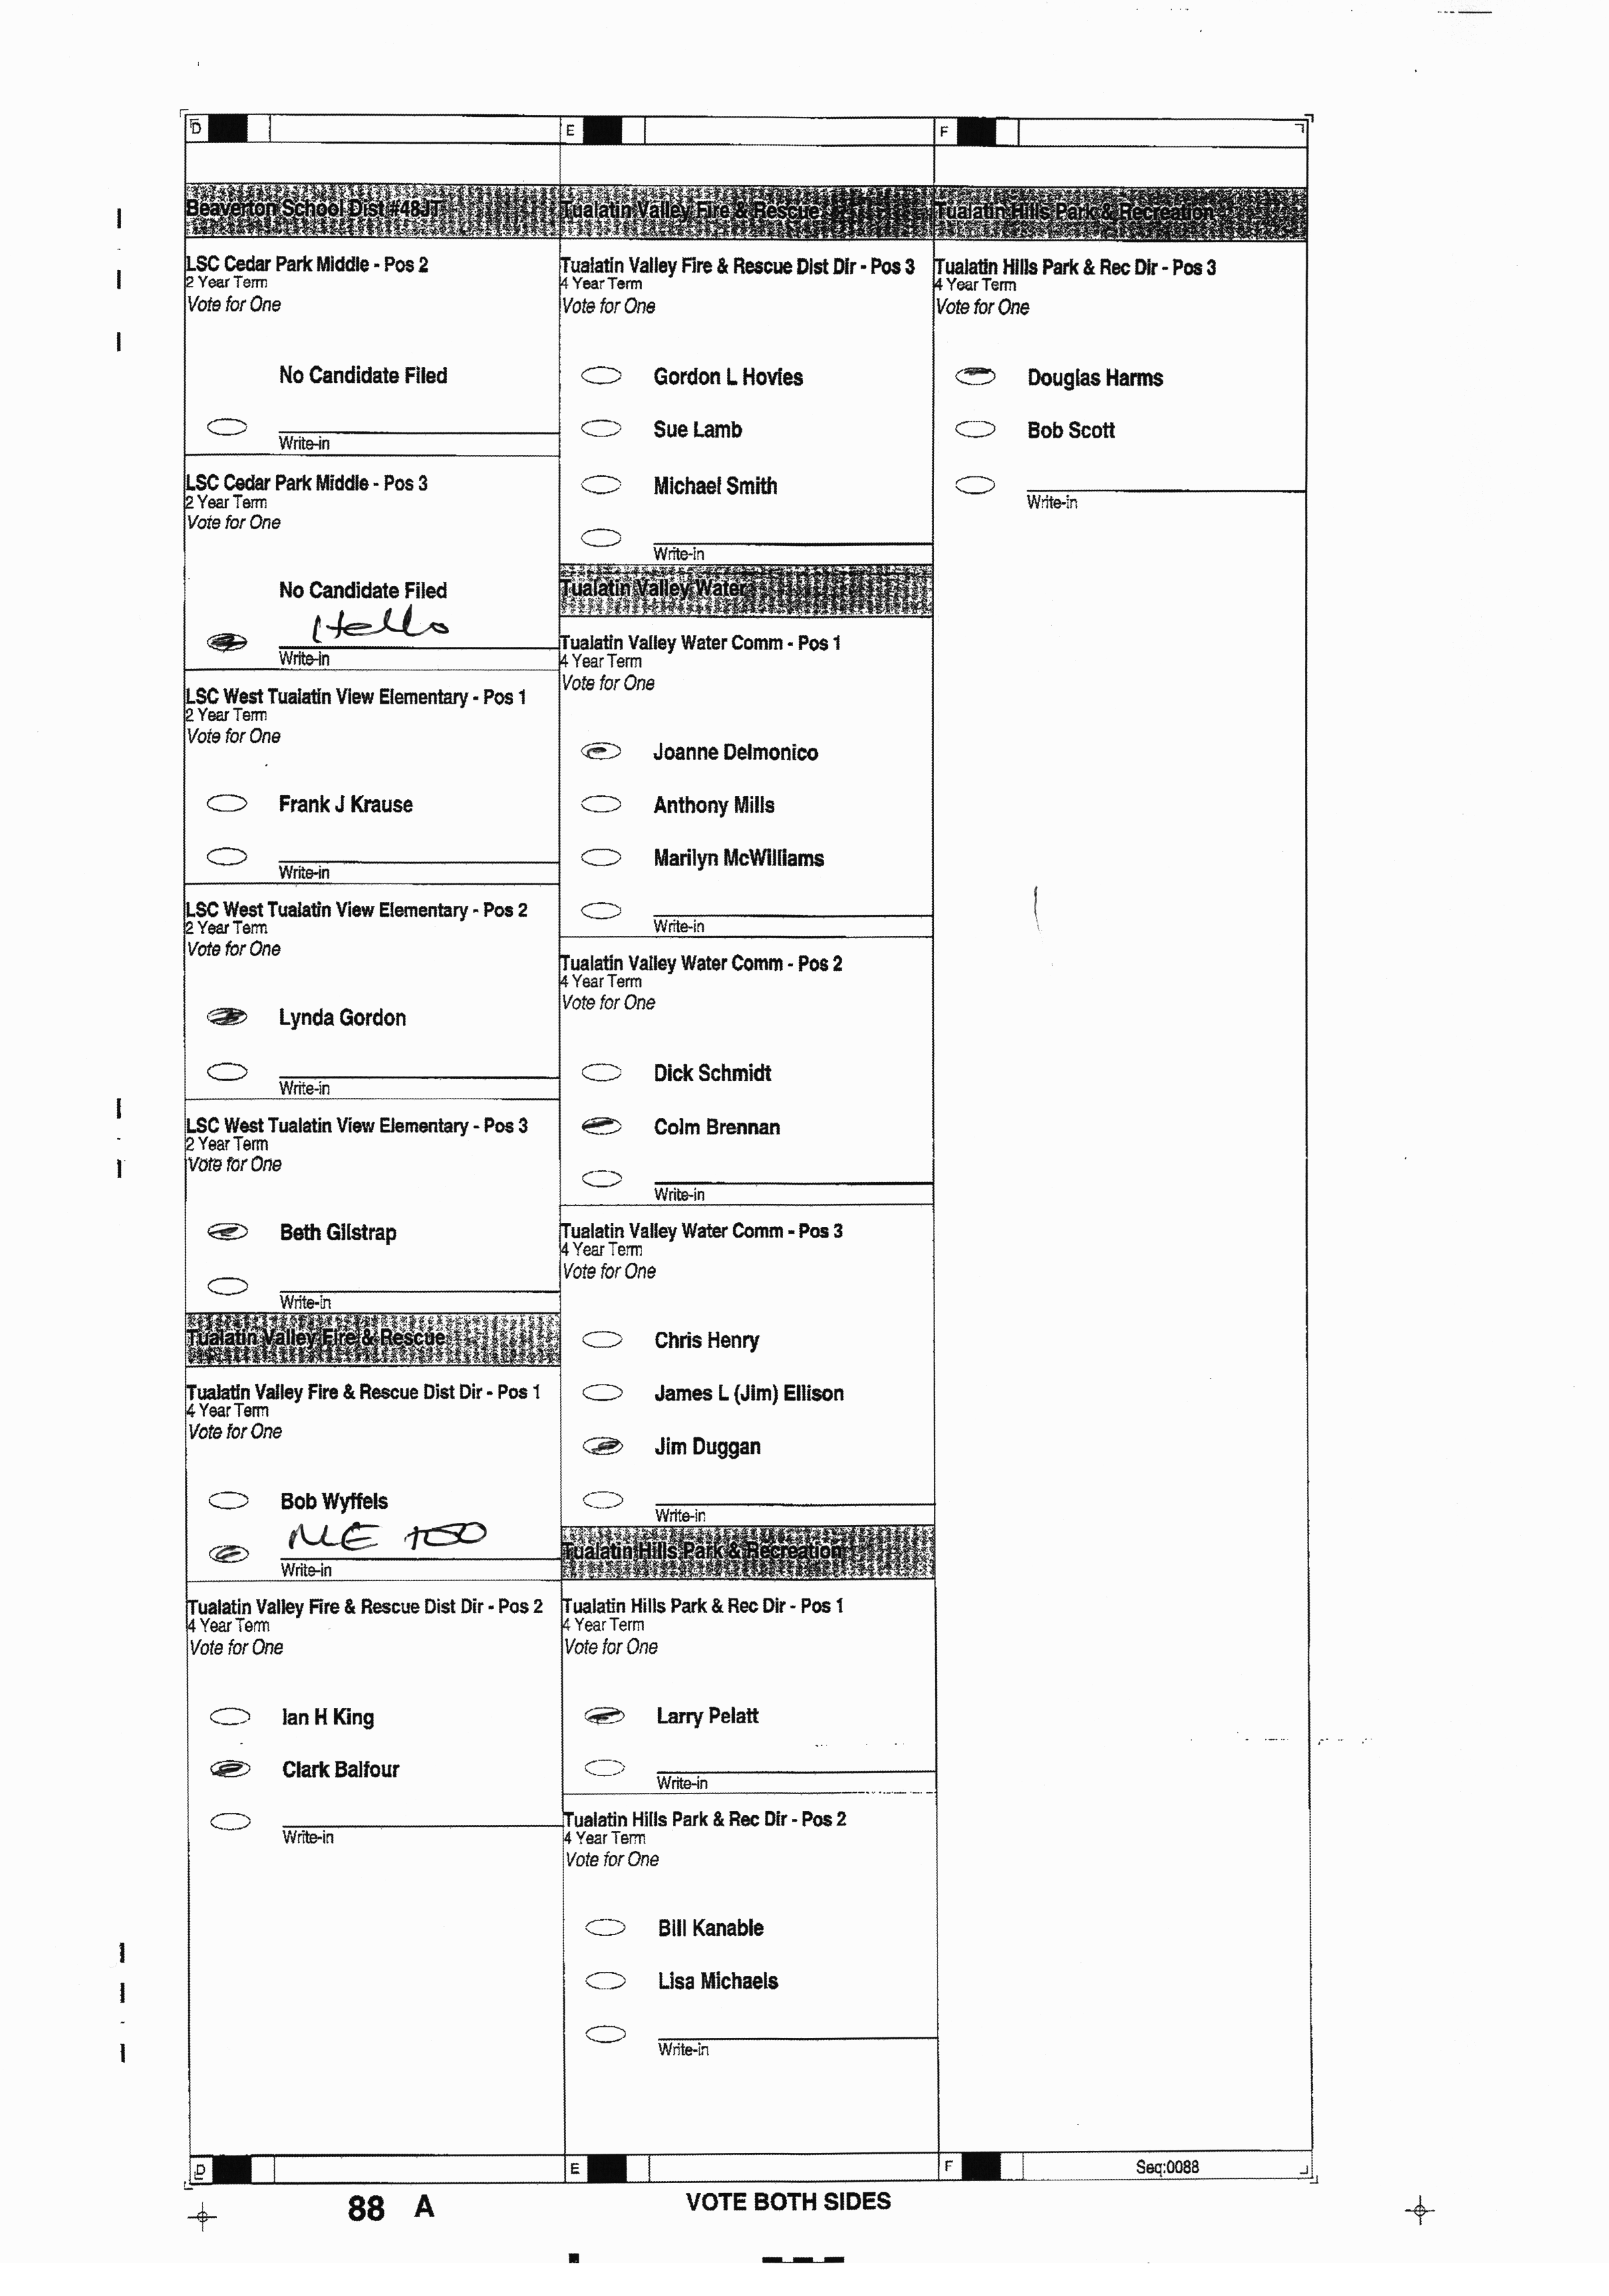 D
Beaverton School Dist #48JT
LSC Cedar Park Middle - Pos 2
2 Year Term
Vote for One
No Candidate Filed
Write-in
LSC Cedar Park Middle - Pos 3
2 Year Term
Vote for One
No Candidate Filed
Hello
Write-in
LSC West Tualatin View Elementary - Pos 1
2 Year Term
Vote for One
Frank J Krause
Write-in
LSC West Tualatin View Elementary - Pos 2
2 Year Term
Vote for One
Lynda Gordon
Write-in
LSC West Tualatin View Elementary - Pos 3
2 Year Term
Vote for One
Beth Gilstrap
Write-in
Tualatin Valley Fire & Rescue
Tualatin Valley Fire & Rescue Dist Dir - Pos 1
4 Year Term
Vote for One
Bob Wyffels
ME TOO
Write-in
Tualatin Valley Fire & Rescue Dist Dir - Pos 2
4 Year Term
Vote for One
Ian H King
Clark Balfour
Write-in
D
E
Tualatin Valley Fire & Rescue
Tualatin Valley Fire & Rescue Dist Dir - Pos 3
4 Year Term
Vote for One
Gordon L Hovies
Sue Lamb
Michael Smith
Write-in
Tualatin Valley Water
Tualatin Valley Water Comm - Pos 1
4 Year Term
Vote for One
Joanne Delmonico
Anthony Mills
Marilyn McWilliams
Write-in
Tualatin Valley Water Comm - Pos 2
4 Year Term
Vote for One
Dick Schmidt
Colm Brennan
Write-in
Tualatin Valley Water Comm - Pos 3
4 Year Term
Vote for One
Chris Henry
James L (Jim) Ellison
Jim Duggan
Write-in
Tualatin Hills Park & Recreation
Tualatin Hills Park & Rec Dir - Pos 1
4 Year Term
Vote for One
Larry Pelatt
Write-in
Tualatin Hills Park & Rec Dir - Pos 2
4 Year Term
Vote for One
Bill Kanable
Lisa Michaels
Write-in
E
F
Tualatin Hills Park & Recreation
Tualatin Hills Park & Rec Dir - Pos 3
4 Year Term
Vote for One
Douglas Harms
Bob Scott
Write-in
F
Seq:0088
88 A
VOTE BOTH SIDES